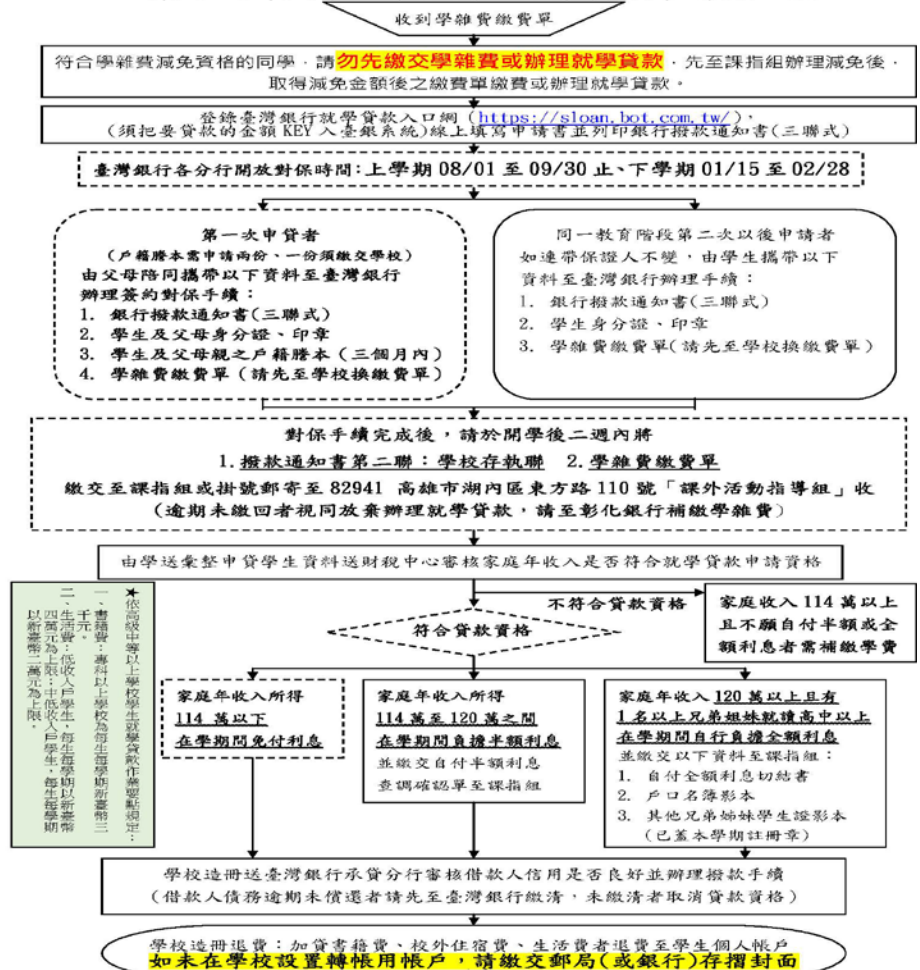 收到學雜費繳費單
符合學雜費減免資格的同學，請勿先繳交學雜費或辦理就學貸款，先至課指組辦理減免後，
取得減免金額後之繳費單繳費或辦理就學貸款。
登錄臺灣銀行就學貸款入口網 (https://sloan.bot.com.tw/)，
(須把要貸款的金額 KEY 入臺銀系統)線上填寫申請書並列印銀行撥款通知書(三聯式)
臺灣銀行各分行開放對保時間：上學期 08/01 至 09/30 止、下學期 01/15 至 02/28
第一次申貸者
(戶籍謄本需申請兩份、一份須繳交學校)
由父母陪同攜帶以下資料至臺灣銀行
辦理簽約對保手續：
1. 銀行撥款通知書(三聯式)
2. 學生及父母身分證、印章
3. 學生及父母親之戶籍謄本（三個月內）
4. 學雜費繳費單（請先至學校換繳費單）
同一教育階段第二次以後申請者
如連帶保證人不變，由學生攜帶以下
資料至臺灣銀行辦理手續：
1. 銀行撥款通知書(三聯式)
2. 學生身分證、印章
3. 學雜費繳費單(請先至學校換繳費單)
對保手續完成後，請於開學後二週內將
1.撥款通知書第二聯：學校存執聯 2.學雜費繳費單
繳交至課指組或掛號郵寄至 82941 高雄市湖內區東方路 110 號「課外活動指導組」收
(逾期未繳回者視同放棄辦理就學貸款，請至彰化銀行補繳學雜費)
由學送彙整申貸學生資料送財稅中心審核家庭年收入是否符合就學貸款申請資格
★依高級中等以上學校學生就學貸款作業要點規定：
一、書籍費：專科以上學校為每生每學期新臺幣三
千元。
二、生活費：低收入戶學生，每生每學期以新臺幣
四萬元為上限；中低收入戶學生，每生每學期
以新臺幣二萬元為上限。
不符合貸款資格
符合貸款資格
家庭收入 114 萬以上
且不願自付半額或全
額利息者需補繳學費
家庭年收入所得
114 萬以下
在學期間免付利息
家庭年收入所得
114 萬至 120 萬之間
在學期間負擔半額利息
並繳交自付半額利息
查調確認單至課指組
家庭年收入 120 萬以上且有
1 名以上兄弟姐妹就讀高中以上
在學期間自行負擔全額利息
並繳交以下資料至課指組：
1. 自付全額利息切結書
2. 戶口名簿影本
3. 其他兄弟姊妹學生證影本
(已蓋本學期註冊章)
學校造冊送臺灣銀行承貸分行審核借款人信用是否良好並辦理撥款手續
(借款人債務逾期未償還者請先至臺灣銀行繳清，未繳清者取消貸款資格)
學校造冊退費：加貸書籍費、校外住宿費、生活費者退費至學生個人帳戶
如未在學校設置轉帳用帳戶，請繳交郵局(或銀行)存摺封面